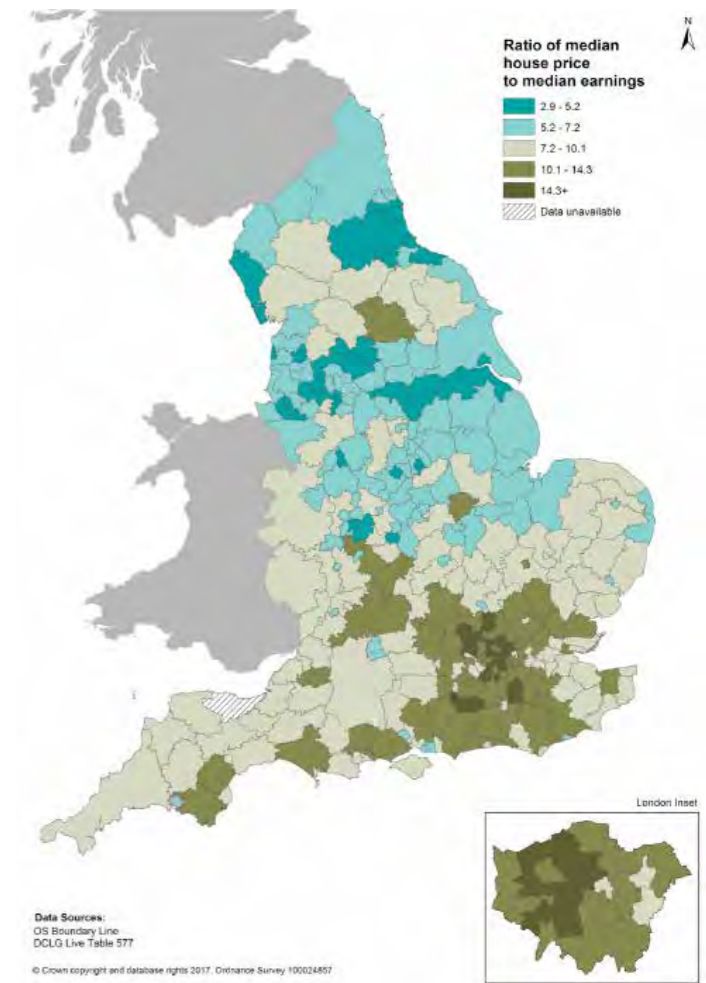 N
Ratio of median
house price
to median earnings
2.9 - 5.2
5.2 - 7.2
7.2 - 10.1
10.1 - 14.3
14.3+
Data unavailable
London Inset
Data Sources:
OS Boundary Line
DCLG Live Table 577
© Crown copyright and database rights 2017, Ordnance Survey 100024857